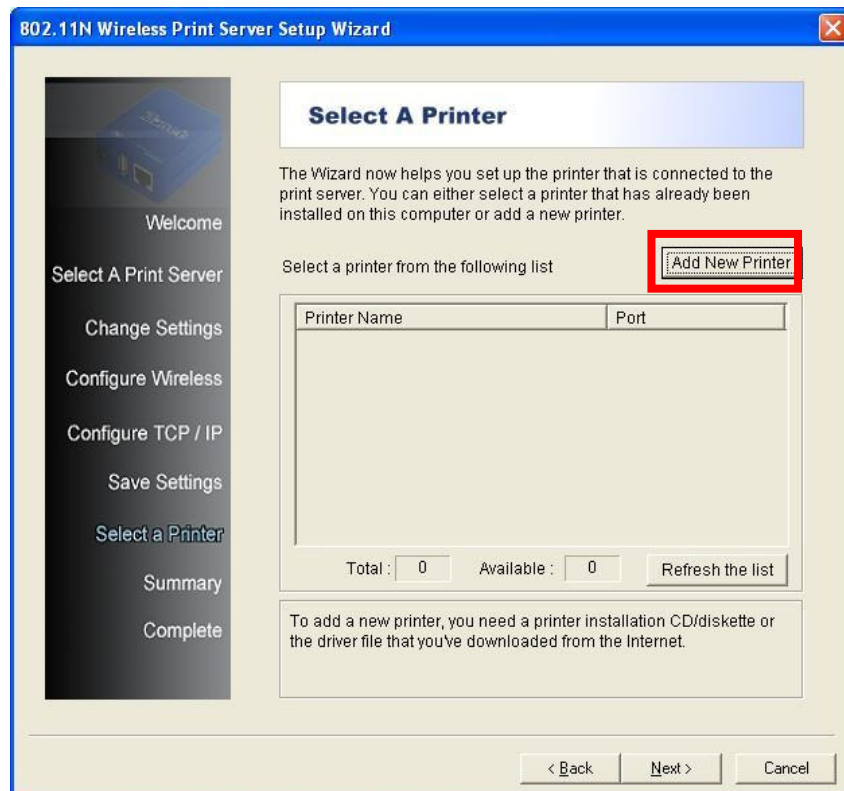 802.11N Wireless Print Server Setup Wizard
Select A Printer
The Wizard now helps you set up the printer that is connected to the
print server. You can either select a printer that has already been
installed on this computer or add a new printer.
Select a printer from the following list
Add New Printer
Printer Name Port
Total : 0 Available : 0 Refresh the list
To add a new printer, you need a printer installation CD/diskette or
the driver file that you've downloaded from the Internet.
Welcome
Select A Print Server
Change Settings
Configure Wireless
Configure TCP / IP
Save Settings
Select a Printer
Summary
Complete
< Back Next > Cancel